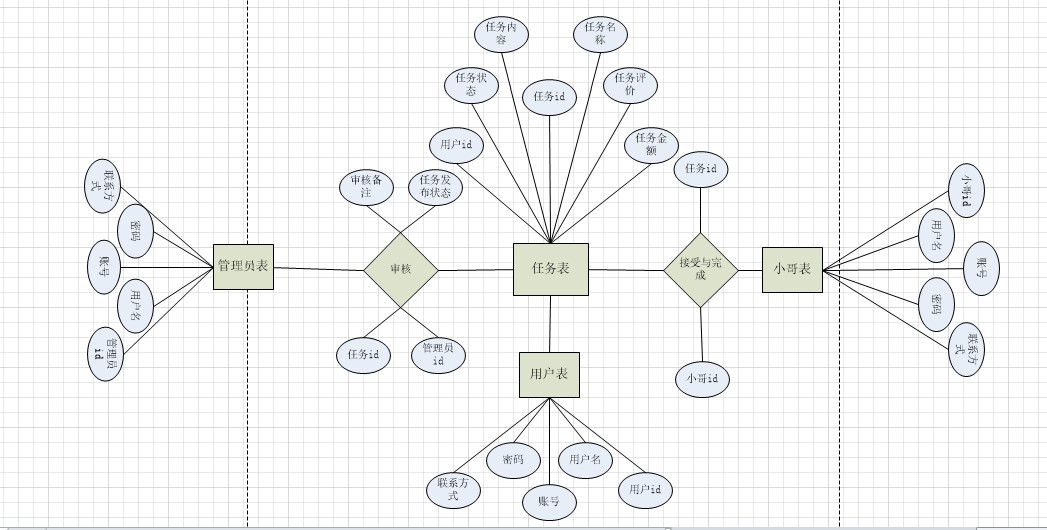 任务内
容
任务名
称
任务状
态
任务id
任务评
价
用户id
任务金
额
任务id
审核备
注
任务发
布状态
联系方
式
密码
账号
用户名
管理员
id
管理员表
审核
任务表
接受与完
成
小哥表
小哥id
用户名
账号
密码
联系方
式
任务id
管理员
id
用户表
小哥id
联系方
式
密码
账号
用户名
用户id